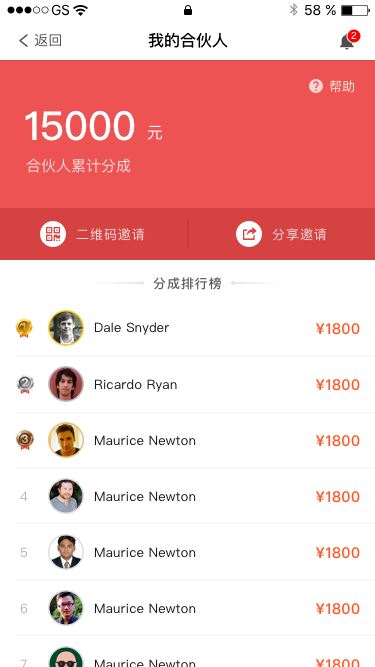 GS 58 %
返回 我的合伙人 2
? 帮助
15000 元
合伙人累计分成
二维码邀请 分享邀请
分成排行榜
1 Dale Snyder ¥1800
2 Ricardo Ryan ¥1800
3 Maurice Newton ¥1800
4 Maurice Newton ¥1800
5 Maurice Newton ¥1800
6 Maurice Newton ¥1800
7 Maurice Newton ¥1800